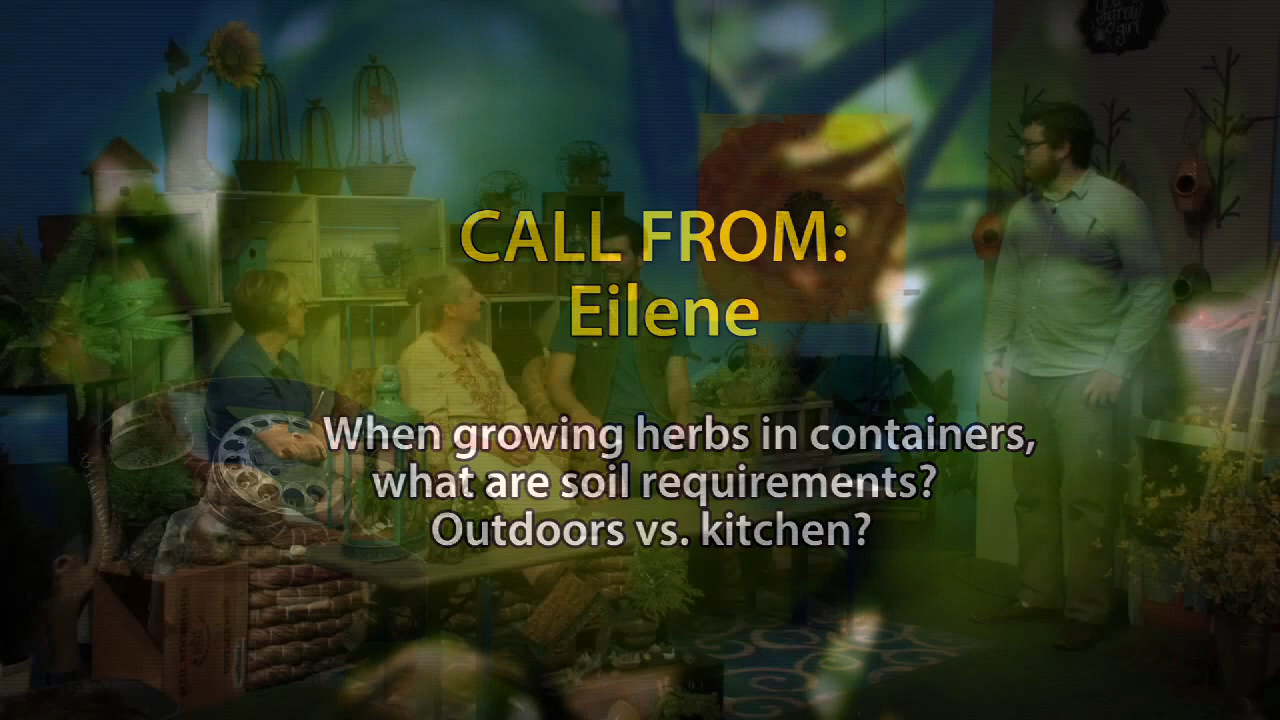 CALL FROM:
Eilene
When growing herbs in containers,
what are soil requirements?
Outdoors vs. kitchen?